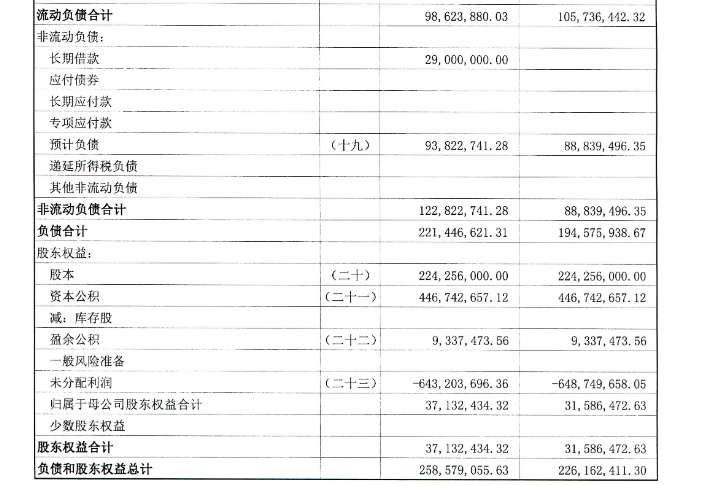 流动负债合计 98,623,880.03 105,736,442.32
非流动负债：
长期借款 29,000,000.00
应付债券
长期应付款
专项应付款
预计负债 （十九） 93,822,741.28 88,839,496.35
递延所得税负债
其他非流动负债
非流动负债合计 122,822,741.28 88,839,496.35
负债合计 221,446,621.31 194,575,938.67
股东权益：
股本 （二十） 224,256,000.00 224,256,000.00
资本公积 （二十一） 446,742,657.12 446,742,657.12
减：库存股
盈余公积 （二十二） 9,337,473.56 9,337,473.56
一般风险准备
未分配利润 （二十三） -643,203,696.36 -648,749,658.05
归属于母公司股东权益合计 37,132,434.32 31,586,472.63
少数股东权益
股东权益合计 37,132,434.32 31,586,472.63
负债和股东权益总计 258,579,055.63 226,162,411.30